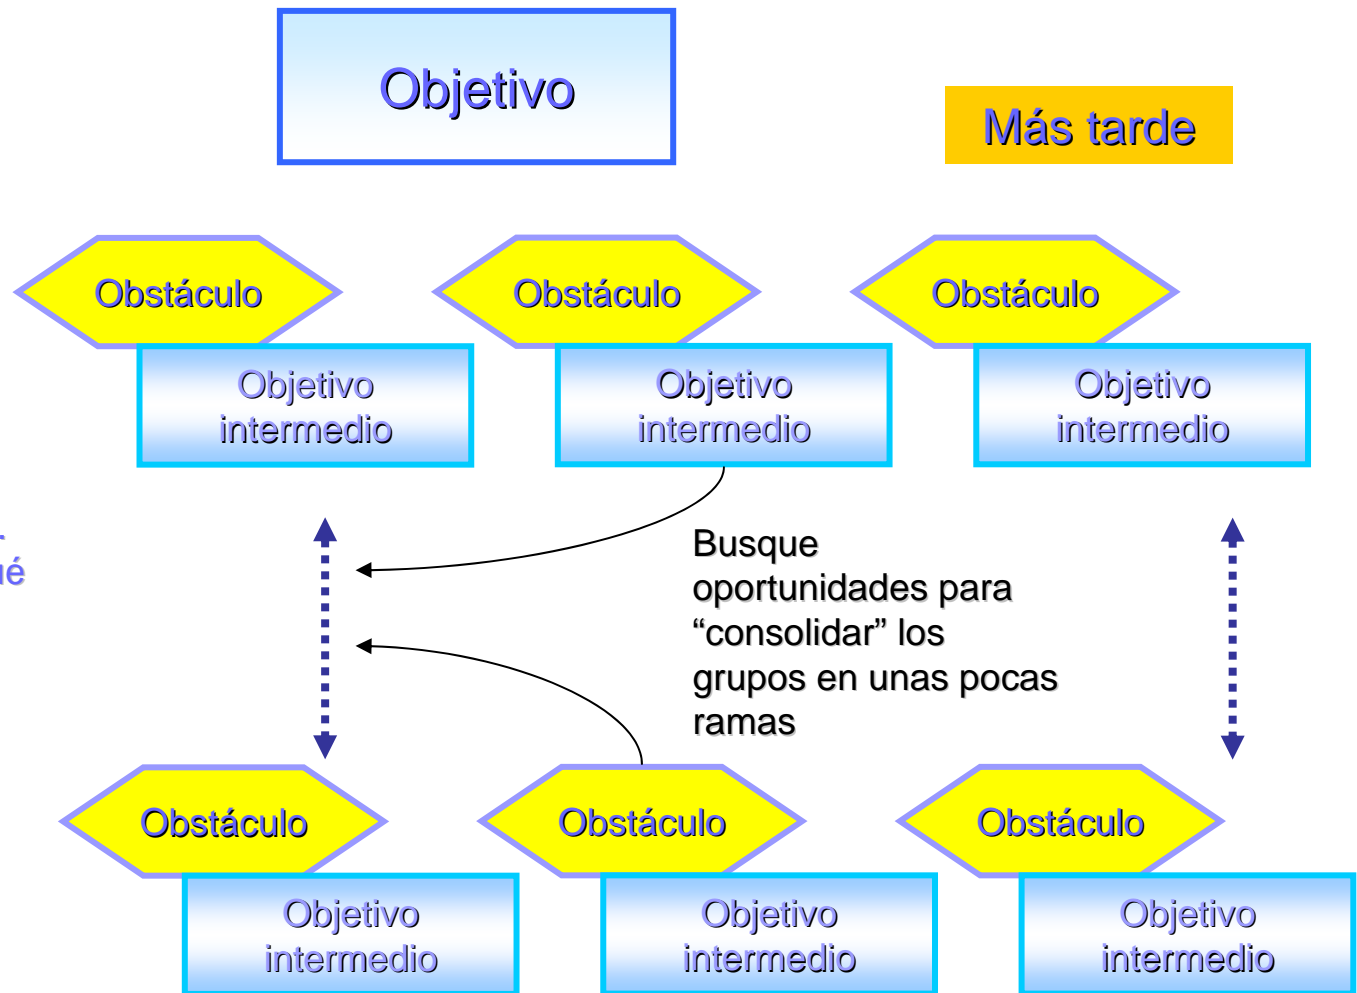 Objetivo
Más tarde
Obstáculo
Obstáculo
Obstáculo
Objetivo
intermedio
Objetivo
intermedio
Objetivo
intermedio
Busque
oportunidades para
“consolidar” los
grupos en unas pocas
ramas
Obstáculo
Obstáculo
Obstáculo
Objetivo
intermedio
Objetivo
intermedio
Objetivo
intermedio